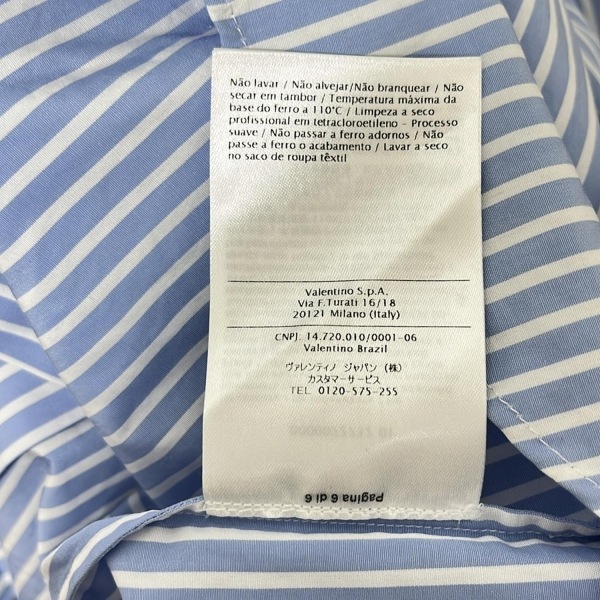 Não lavar / Não alvejar/Não branquear / Não
secar em tambor / Temperatura máxima da
base do ferro a 110°C / Limpeza a seco
profissional em tetracloroetileno - Processo
suave / Não passar a ferro adornos / Não
passe a ferro o acabamento / Lavar a seco
no saco de roupa têxtil
Valentino S.p.A.
Via F.Turati 16/18
20121 Milano (Italy)
CNPJ: 14.720.010/0001-06
Valentino Brazil
ヴァレンティノ ジャパン (株)
カスタマーサービス
TEL 0120-575-255
Pagina 6 di 6